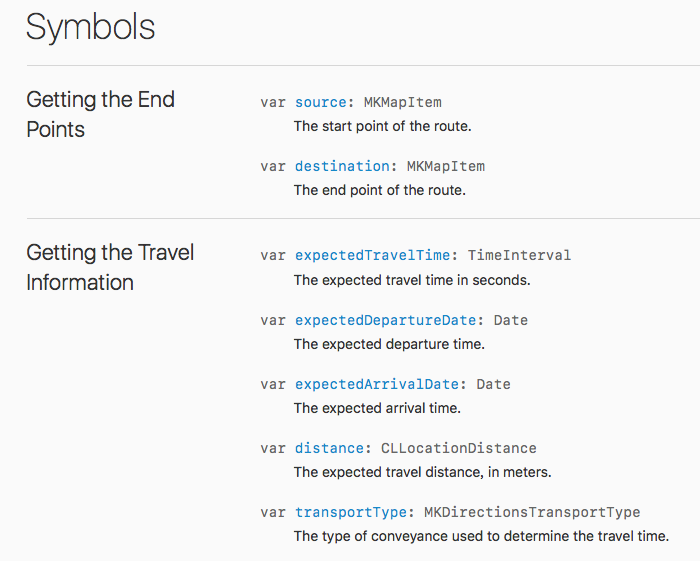 Symbols
Getting the End
Points
var source: MKMapItem
The start point of the route.
var destination: MKMapItem
The end point of the route.
Getting the Travel
Information
var expectedTravelTime: TimeInterval
The expected travel time in seconds.
var expectedDepartureDate: Date
The expected departure time.
var expectedArrivalDate: Date
The expected arrival time.
var distance: CLLocationDistance
The expected travel distance, in meters.
var transportType: MKDirectionsTransportType
The type of conveyance used to determine the travel time.